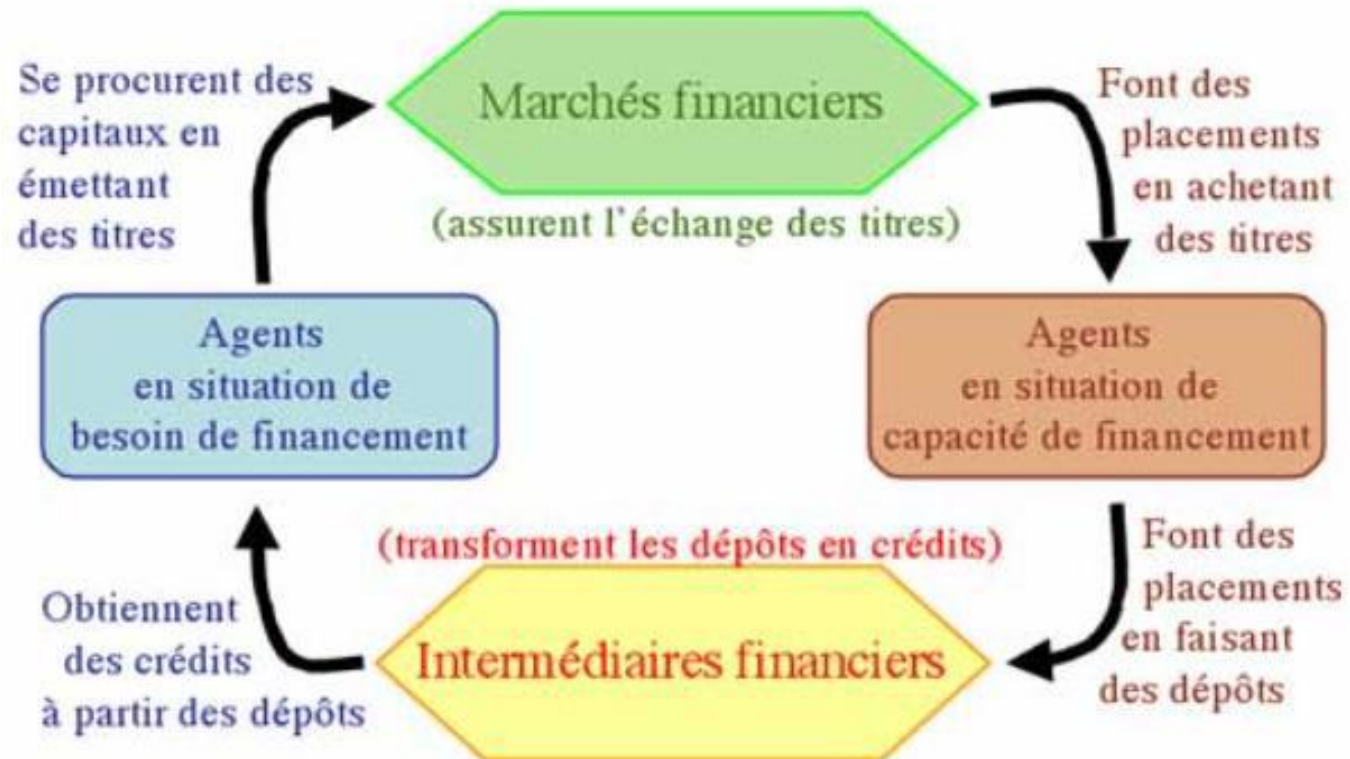 Se procurent des
capitaux en
émettant
des titres
Marchés financiers
(assurent l'échange des titres)
Font des
placements
en achetant
des titres
Agents
en situation de
besoin de financement
Agents
en situation de
capacité de financement
(transforment les dépôts en crédits)
Intermédiaires financiers
Obtiennent
des crédits
à partir des dépôts
Font des
placements
en faisant
des dépôts